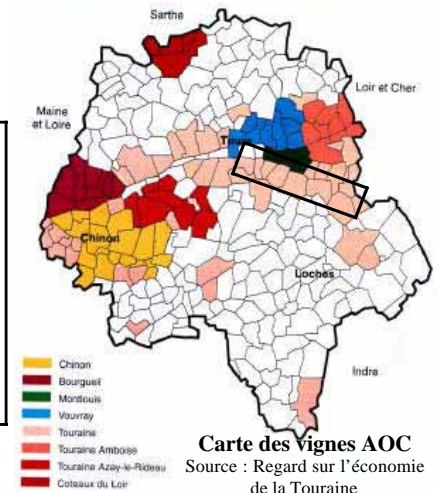 Sarthe
Loir et Cher
Maine
et Loire
Tours
Chinon
Loches
Indre
Chinon
Bourgueil
Montlouis
Vouvray
Touraine
Touraine Amboise
Touraine Azay-le-Rideau
Coteaux du Loir
Carte des vignes AOC
Source : Regard sur l’économie
de la Touraine